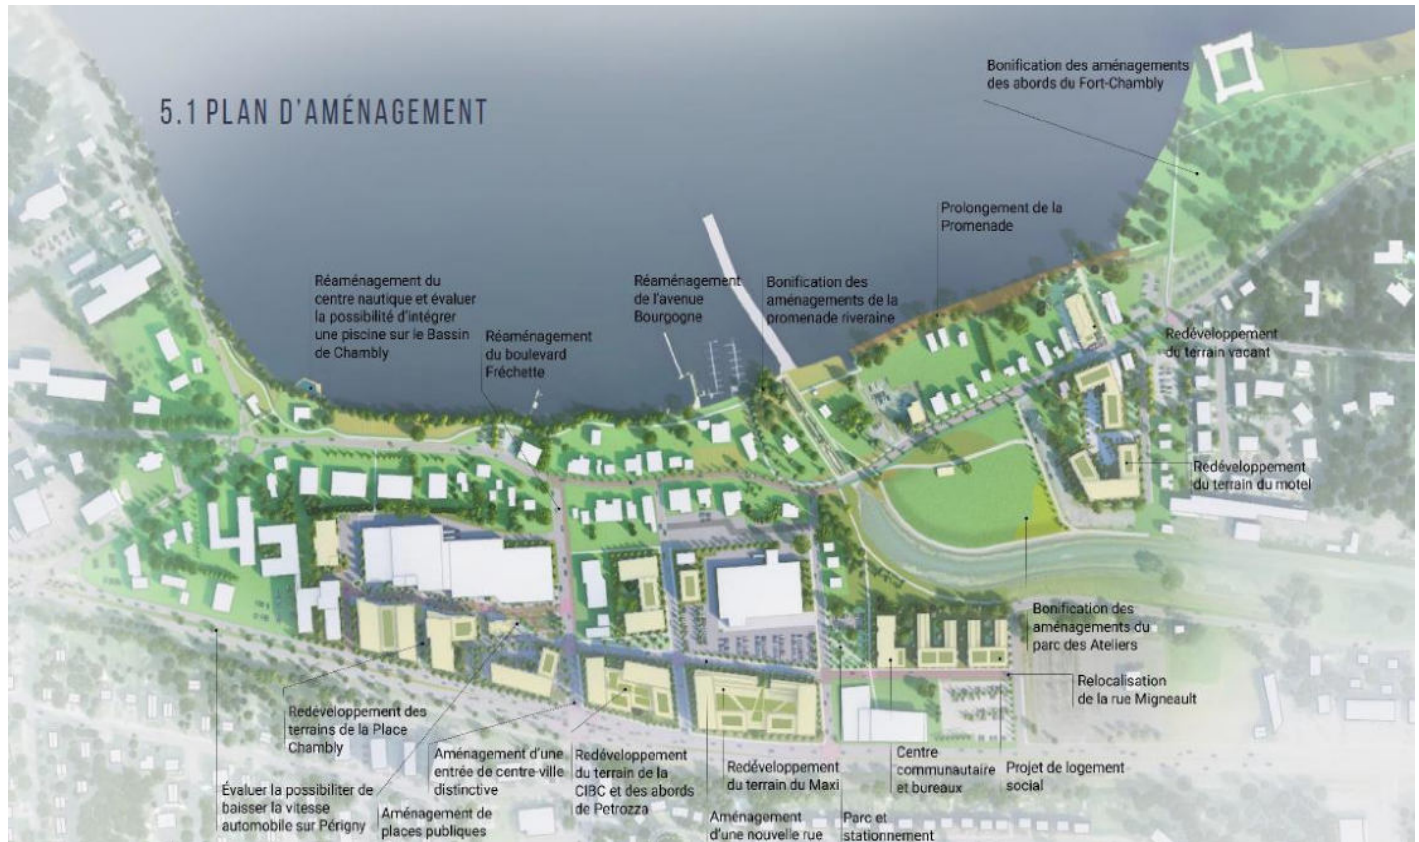 5.1 PLAN D'AMÉNAGEMENT
Bonification des aménagements
des abords du Fort-Chambly
Prolongement de la
Promenade
Réaménagement du
centre nautique et évaluer
la possibilité d'intégrer
une piscine sur le Bassin
de Chambly
Réaménagement
du boulevard
Fréchette
Réaménagement
de l'avenue
Bourgogne
Bonification des
aménagements de la
promenade riveraine
Redéveloppement
du terrain vacant
Redéveloppement
du terrain du motel
Bonification des
aménagements du
parc des Ateliers
Relocalisation
de la rue Migneault
Redéveloppement des
terrains de la Place
Chambly
Évaluer la possibiliter de
baisser la vitesse
automobile sur Périgny
Aménagement de
places publiques
Aménagement d'une
entrée de centre-ville
distinctive
Redéveloppement
du terrain de la
CIBC et des abords
de Petrozza
Redéveloppement
du terrain du Maxi
Aménagement
d'une nouvelle rue
Parc et
stationnement
Centre
communautaire
et bureaux
Projet de logement
social